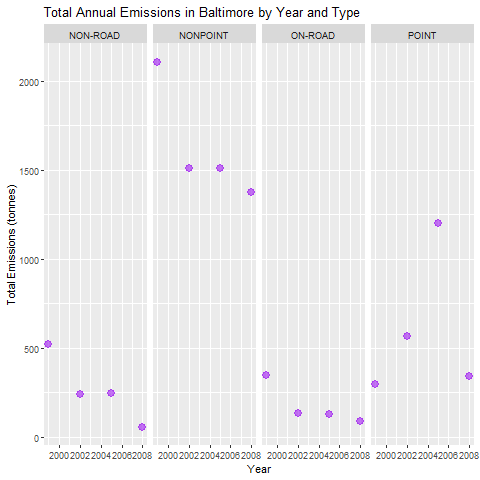 Total Annual Emissions in Baltimore by Year and Type
NON-ROAD NONPOINT ON-ROAD POINT
Total Emissions (tonnes)
2000
1500
1000
500
0
2000 2002 2004 2006 2008 2000 2002 2004 2006 2008 2000 2002 2004 2006 2008 2000 2002 2004 2006 2008
Year